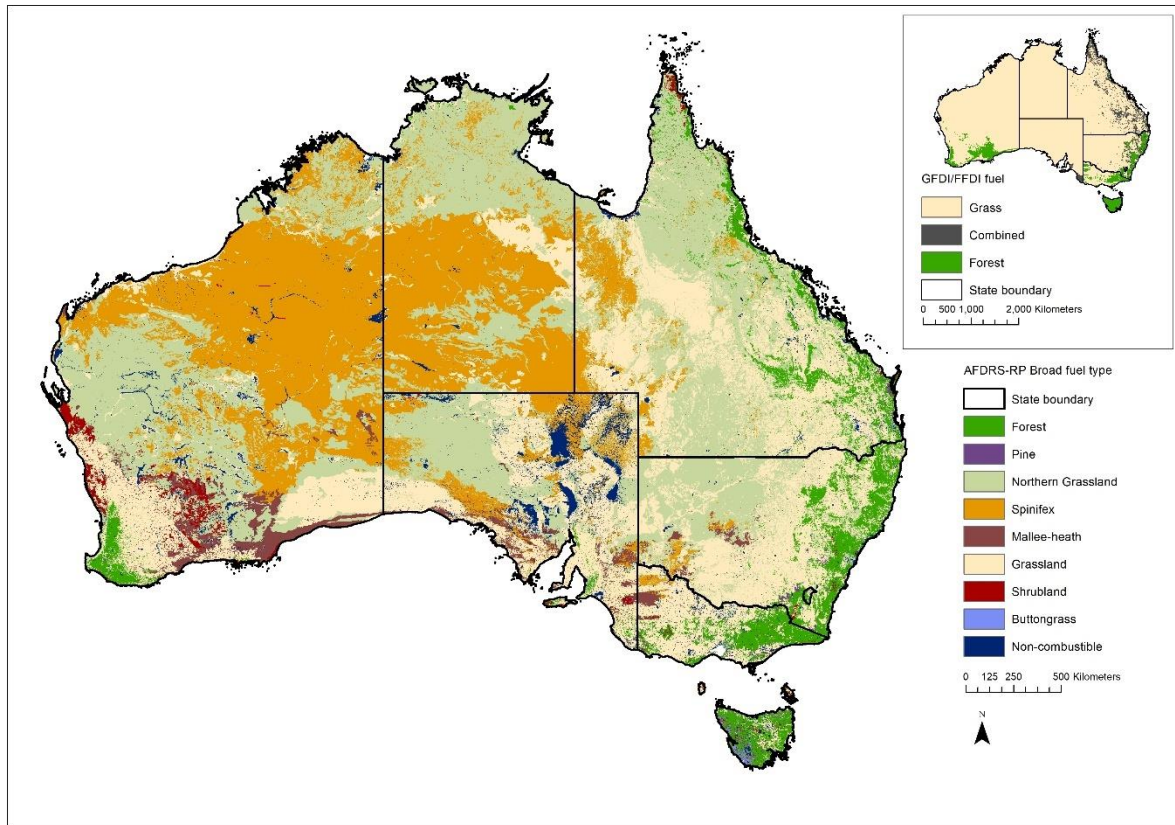 GFDI/FFDI fuel
Grass
Combined
Forest
State boundary
0 500 1,000 2,000 Kilometers
AFDRS-RP Broad fuel type
State boundary
Forest
Pine
Northern Grassland
Spinifex
Mallee-heath
Grassland
Shrubland
Buttongrass
Non-combustible
0 125 250 500 Kilometers
N